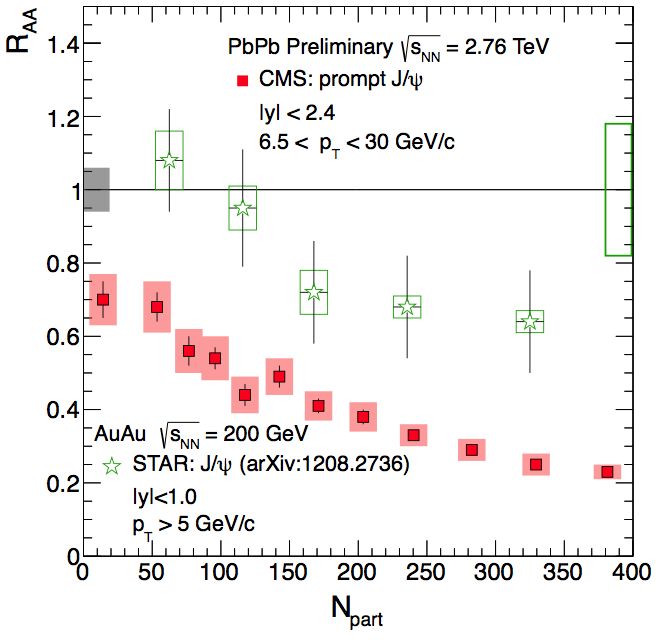 R_AA
PbPb Preliminary √s_NN = 2.76 TeV
CMS: prompt J/ψ
|y| < 2.4
6.5 < p_T < 30 GeV/c
AuAu √s_NN = 200 GeV
STAR: J/ψ (arXiv:1208.2736)
|y|<1.0
p_T > 5 GeV/c
1.4
1.2
1
0.8
0.6
0.4
0.2
0
0 50 100 150 200 250 300 350 400
N_part